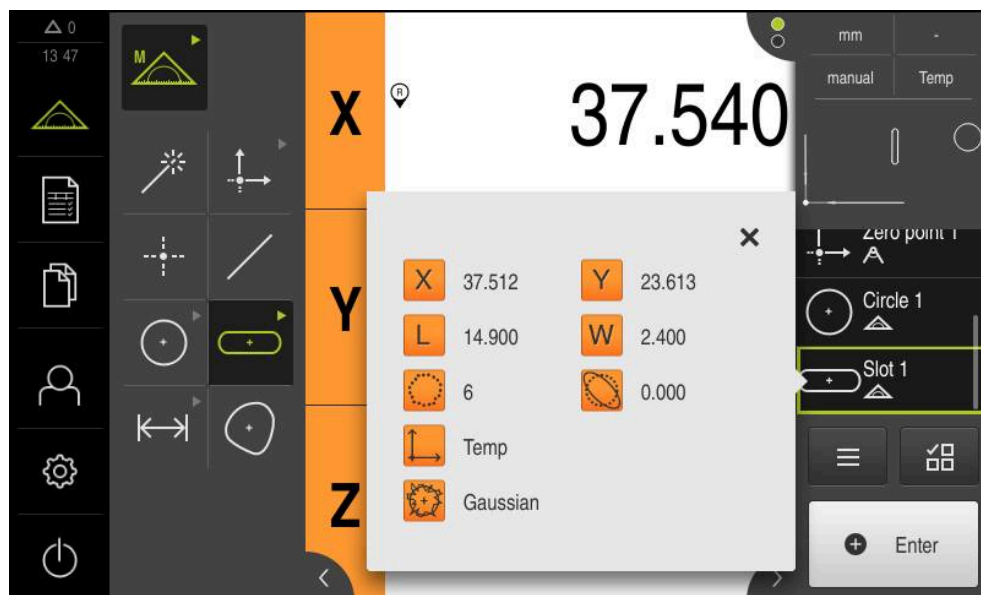 0
13 47
M
X
R
37.540
mm
-
manual
Temp
Zero point 1
X 37.512
Y 23.613
L 14.900
W 2.400
6
0.000
Temp
Gaussian
Y
Z
Circle 1
Slot 1
Enter